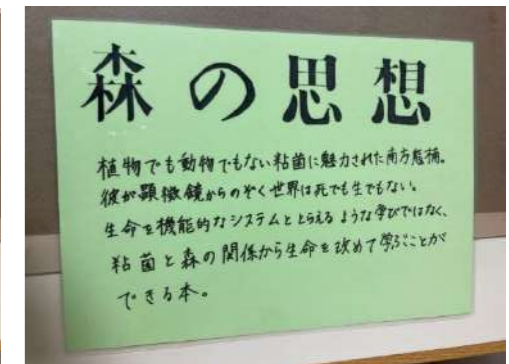 森の思想
植物でも動物でもない粘菌に魅力された南方熊楠。
彼が顕微鏡からのぞく世界は死でも生でもない。
生命を機能的なシステムととらえるような学びではなく、
粘菌と森の関係から生命を改めて学ぶことが
できる本。